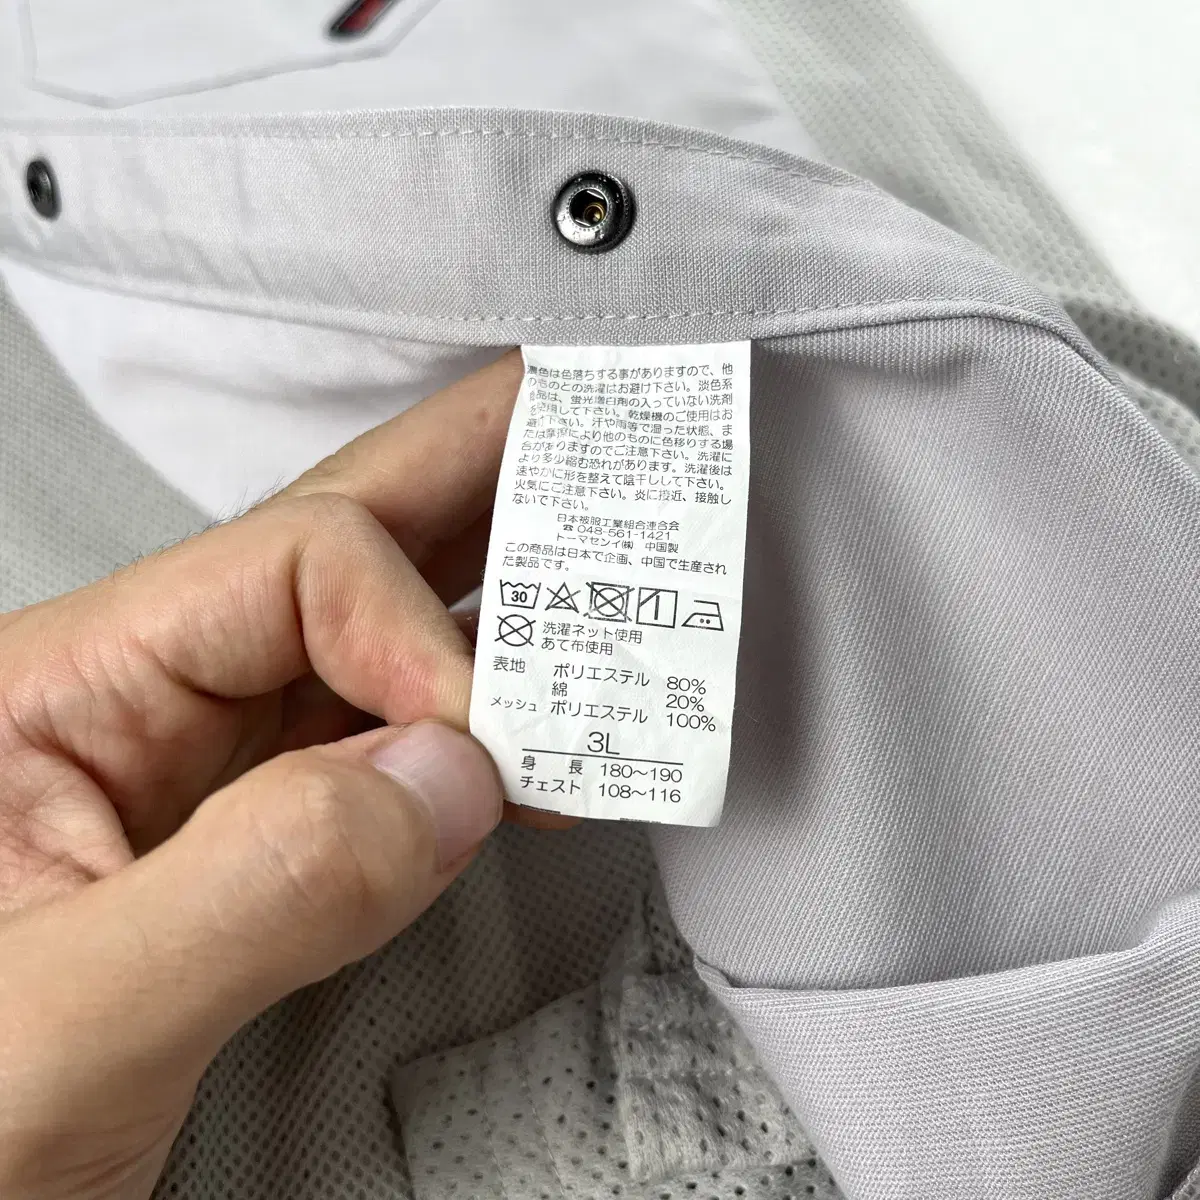 濃色は色落ちする事がありますので、他
のものとの洗濯はお避け下さい。淡色系
商品は、蛍光増白剤の入っていない洗剤
を使用して下さい。乾燥機のご使用はお
避け下さい。汗や雨等で湿った状態、ま
たは摩擦により他のものに色移りする場
合がありますのでご注意下さい。洗濯に
より多少縮む恐れがあります。洗濯後は
速やかに形を整えて陰干しして下さい。
火気にご注意下さい。炎に接近、接触し
ないで下さい。
日本被服工業組合連合会
☎ 048-561-1421
トーマセンイ㈱ 中国製
この商品は日本で企画、中国で生産され
た製品です。
30
洗濯ネット使用
あて布使用
表地 ポリエステル 80%
綿 20%
メッシュ ポリエステル 100%
3L
身 長 180～190
チェスト 108～116